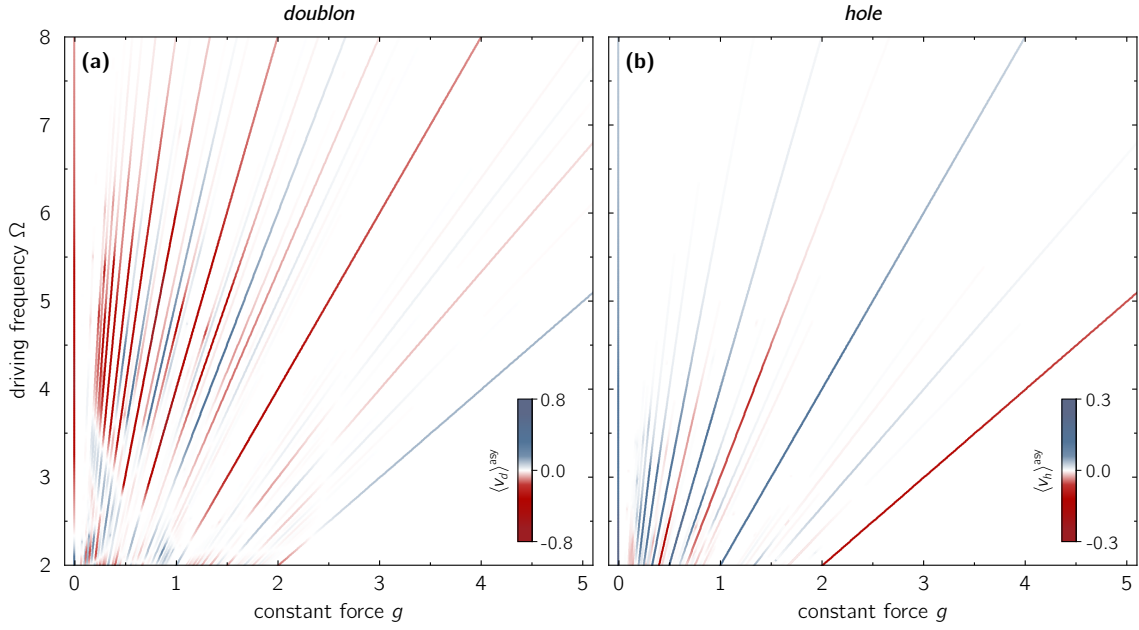 doublon
hole
(a)
(b)
driving frequency Ω
8
7
6
5
4
3
2
0
1
2
3
4
5
constant force g
⟨v_d⟩^asy
0.8
0.0
-0.8
0
1
2
3
4
5
constant force g
⟨v_h⟩^asy
0.3
0.0
-0.3